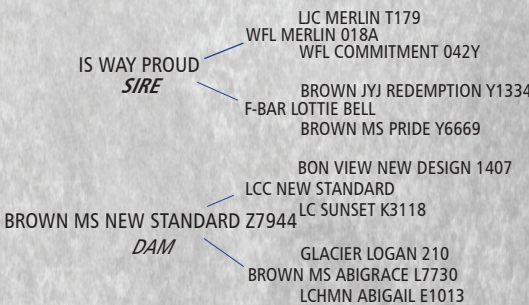 LJC MERLIN T179
WFL MERLIN 018A
WFL COMMITMENT 042Y
IS WAY PROUD
SIRE
BROWN JYJ REDEMPTION Y1334
F-BAR LOTTIE BELL
BROWN MS PRIDE Y6669
BON VIEW NEW DESIGN 1407
LCC NEW STANDARD
LC SUNSET K3118
BROWN MS NEW STANDARD Z7944
DAM
GLACIER LOGAN 210
BROWN MS ABIGRACE L7730
LCHMN ABIGAIL E1013